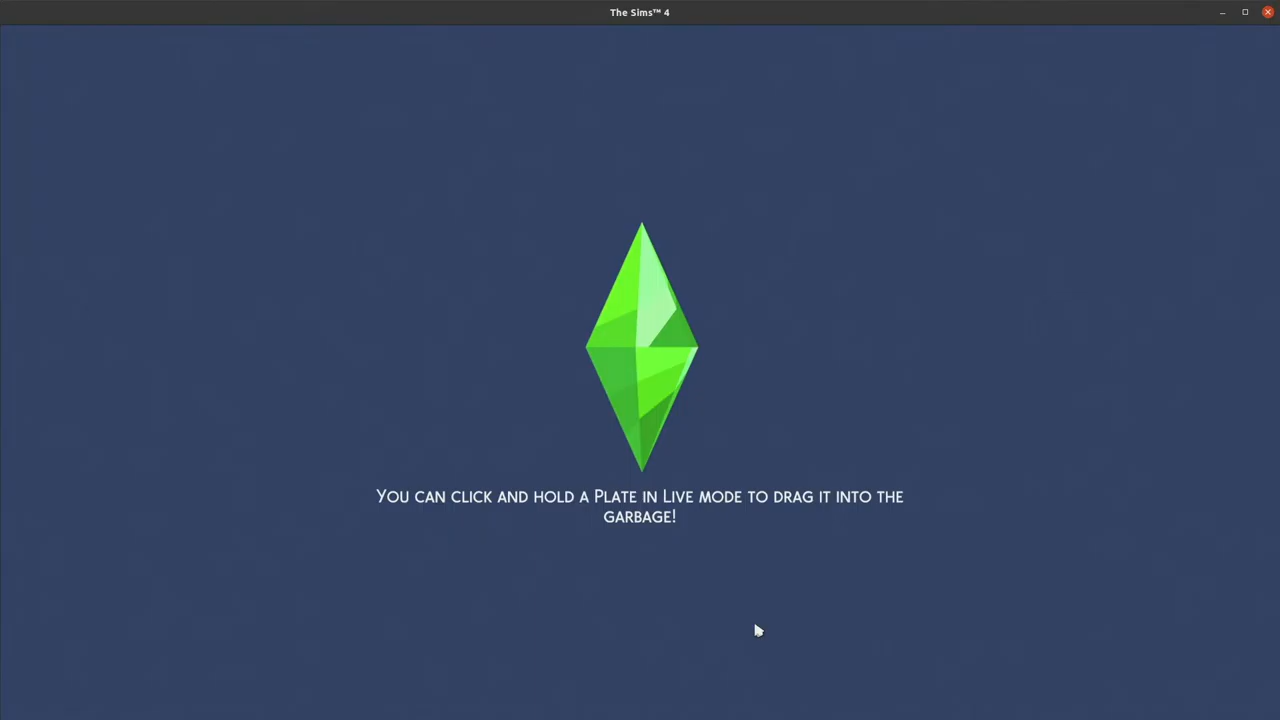 The Sims™ 4
You can click and hold a Plate in Live mode to drag it into the
garbage!